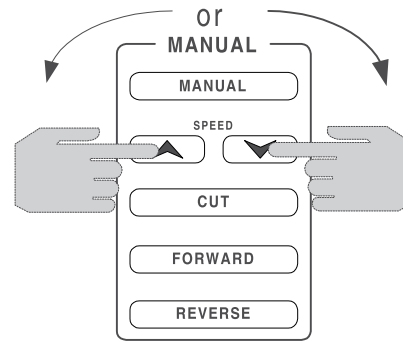 or
MANUAL
MANUAL
SPEED
CUT
FORWARD
REVERSE